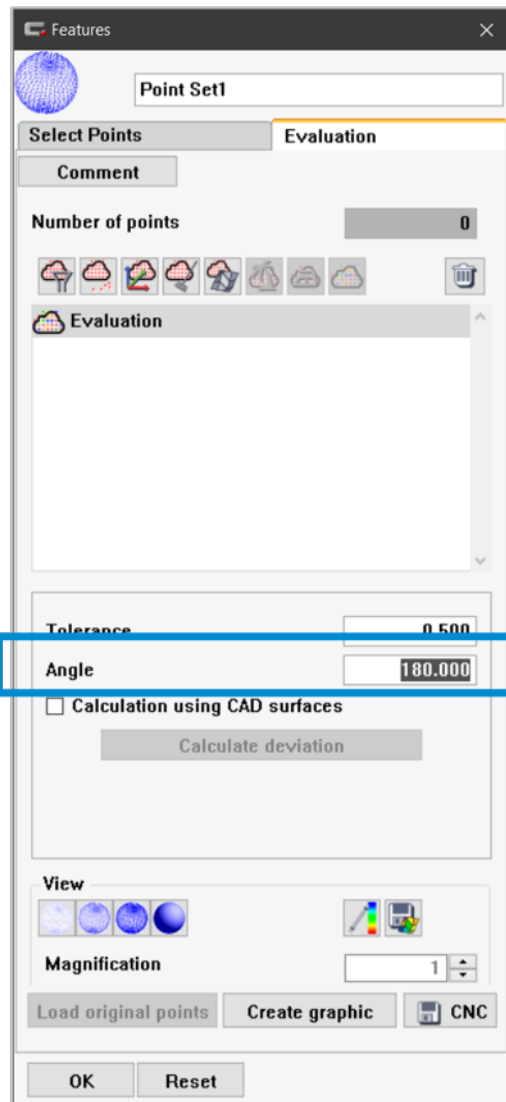 Features
Point Set1
Select Points Evaluation
Comment
Number of points 0
Evaluation
Tolerance 0.500
Angle 180.000
Calculation using CAD surfaces
Calculate deviation
View
Magnification 1
Load original points Create graphic CNC
OK Reset